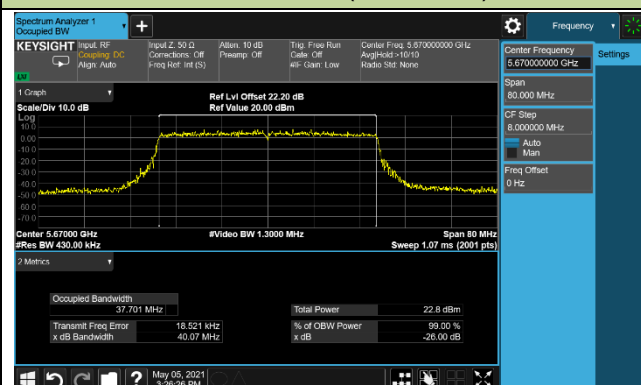 Spectrum Analyzer 1
Occupied BW
Frequency
KEYSIGHT
Input: RF
Coupling: DC
Align: Auto
Input Z: 50 Ω
Corrections: Off
Freq Ref: Int (S)
Atten: 10 dB
Preamp: Off
Trig: Free Run
Gate: Off
#IF Gain: Low
Center Freq: 5.670000000 GHz
Avg|Hold:>10/10
Radio Std: None
LXI
Center Frequency
5.670000000 GHz
Settings
Span
80.000 MHz
CF Step
8.000000 MHz
Auto
Man
Freq Offset
0 Hz
1 Graph
Scale/Div 10.0 dB
Ref Lvl Offset 22.20 dB
Ref Value 20.00 dBm
Log
10.0
0.00
-10.0
-20.0
-30.0
-40.0
-50.0
-60.0
-70.0
Center 5.67000 GHz
#Res BW 430.00 kHz
#Video BW 1.3000 MHz
Span 80 MHz
Sweep 1.07 ms (2001 pts)
2 Metrics
Occupied Bandwidth
37.701 MHz
Total Power
22.8 dBm
Transmit Freq Error
18.521 kHz
% of OBW Power
99.00 %
x dB Bandwidth
40.07 MHz
x dB
-26.00 dB
?
May 05, 2021
3:26:26 PM